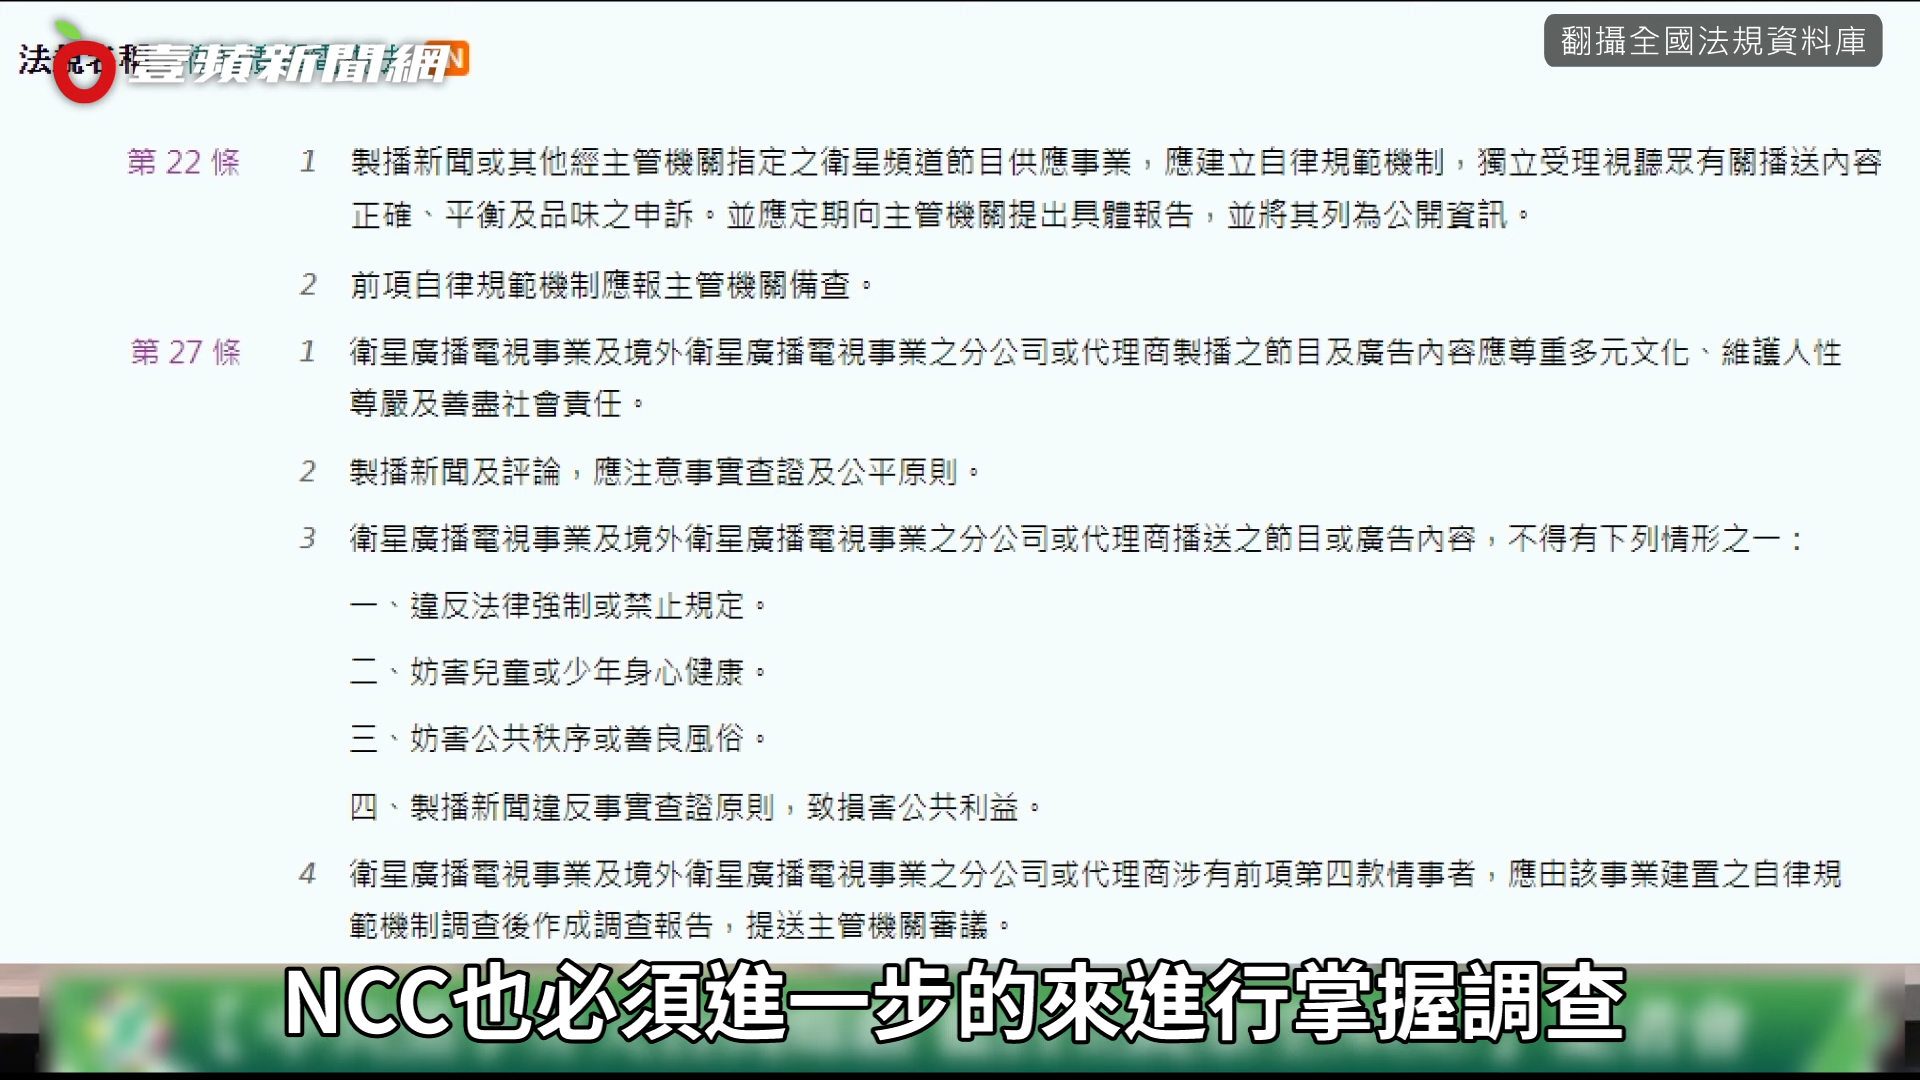 翻攝全國法規資料庫
壹蘋新聞網
第 22 條 1 製播新聞或其他經主管機關指定之衛星頻道節目供應事業，應建立自律規範機制，獨立受理視聽眾有關播送內容
正確、平衡及品味之申訴。並應定期向主管機關提出具體報告，並將其列為公開資訊。
2 前項自律規範機制應報主管機關備查。
第 27 條 1 衛星廣播電視事業及境外衛星廣播電視事業之分公司或代理商製播之節目及廣告內容應尊重多元文化、維護人性
尊嚴及善盡社會責任。
2 製播新聞及評論，應注意事實查證及公平原則。
3 衛星廣播電視事業及境外衛星廣播電視事業之分公司或代理商播送之節目或廣告內容，不得有下列情形之一：
一、違反法律強制或禁止規定。
二、妨害兒童或少年身心健康。
三、妨害公共秩序或善良風俗。
四、製播新聞違反事實查證原則，致損害公共利益。
4 衛星廣播電視事業及境外衛星廣播電視事業之分公司或代理商涉有前項第四款情事者，應由該事業建置之自律規
範機制調查後作成調查報告，提送主管機關審議。
NCC也必須進一步的來進行掌握調查